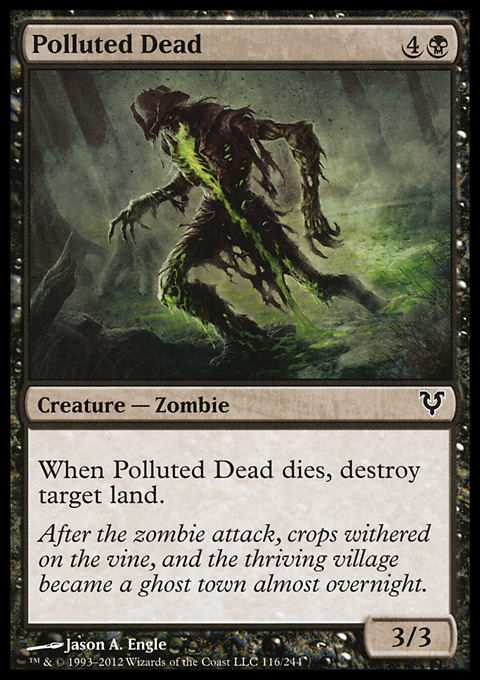 Polluted Dead 4
Creature — Zombie
When Polluted Dead dies, destroy
target land.
After the zombie attack, crops withered
on the vine, and the thriving village
became a ghost town almost overnight.
Jason A. Engle
3/3
™ & © 1993–2012 Wizards of the Coast LLC 116/244